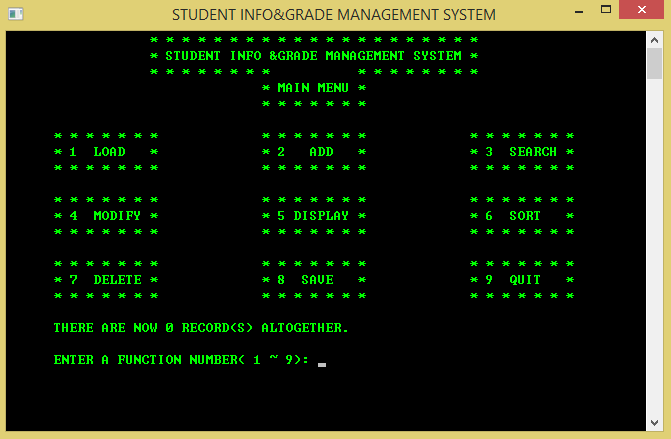 STUDENT INFO&GRADE MANAGEMENT SYSTEM
* * * * * * * * * * * * * * * * * * * * *
* STUDENT INFO &GRADE MANAGEMENT SYSTEM *
* * * * * * * * * * * * * * * *
* MAIN MENU *
* * * * * * *
* * * * * * * * * * * * * * * * * * * * *
* 1 LOAD * * 2 ADD * * 3 SEARCH *
* * * * * * * * * * * * * * * * * * * * *
* * * * * * * * * * * * * * * * * * * * *
* 4 MODIFY * * 5 DISPLAY * * 6 SORT *
* * * * * * * * * * * * * * * * * * * * *
* * * * * * * * * * * * * * * * * * * * *
* 7 DELETE * * 8 SAVE * * 9 QUIT *
* * * * * * * * * * * * * * * * * * * * *
THERE ARE NOW 0 RECORD(S) ALTOGETHER.
ENTER A FUNCTION NUMBER( 1 ~ 9): _